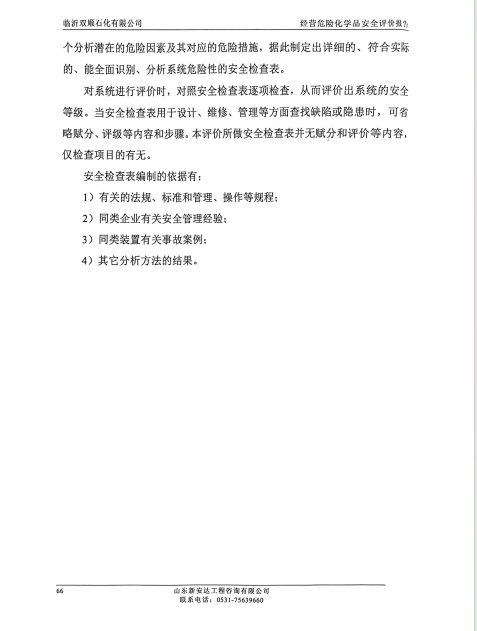 临沂双顺石化有限公司 经营危险化学品安全评价报告
个分析潜在的危险因素及其对应的危险措施，据此制定出详细的、符合实际
的、能全面识别、分析系统危险性的安全检查表。
对系统进行评价时，对照安全检查表逐项检查，从而评价出系统的安全
等级。当安全检查表用于设计、维修、管理等方面查找缺陷或隐患时，可省
略赋分、评级等内容和步骤。本评价所做安全检查表并无赋分和评价等内容，
仅检查项目的有无。
安全检查表编制的依据有：
1）有关的法规、标准和管理、操作等规程；
2）同类企业有关安全管理经验；
3）同类装置有关事故案例；
4）其它分析方法的结果。
66 山东新安达工程咨询有限公司
联系电话：0531-75639660